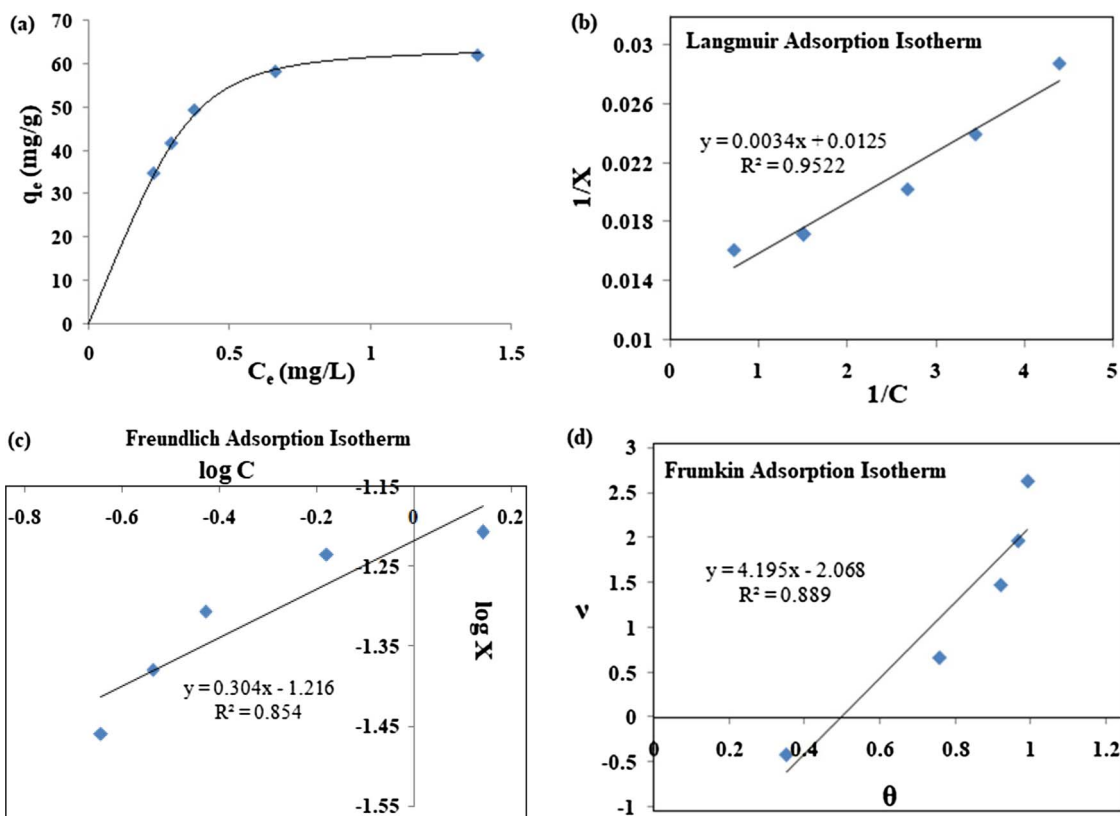 (a)
70
60
50
40
30
20
10
0
qₑ (mg/g)
0 0.5 1 1.5
Cₑ (mg/L)
(b)
Langmuir Adsorption Isotherm
0.03
0.026
0.022
0.018
0.014
0.01
1/X
y = 0.0034x + 0.0125
R² = 0.9522
0 1 2 3 4 5
1/C
(c)
Freundlich Adsorption Isotherm
log C
-0.8 -0.6 -0.4 -0.2 0 0.2
-1.15
-1.25
-1.35
-1.45
-1.55
log X
y = 0.304x - 1.216
R² = 0.854
(d)
Frumkin Adsorption Isotherm
3
2.5
2
1.5
1
0.5
0
-0.5
-1
ν
y = 4.195x - 2.068
R² = 0.889
0 0.2 0.4 0.6 0.8 1 1.2
θ